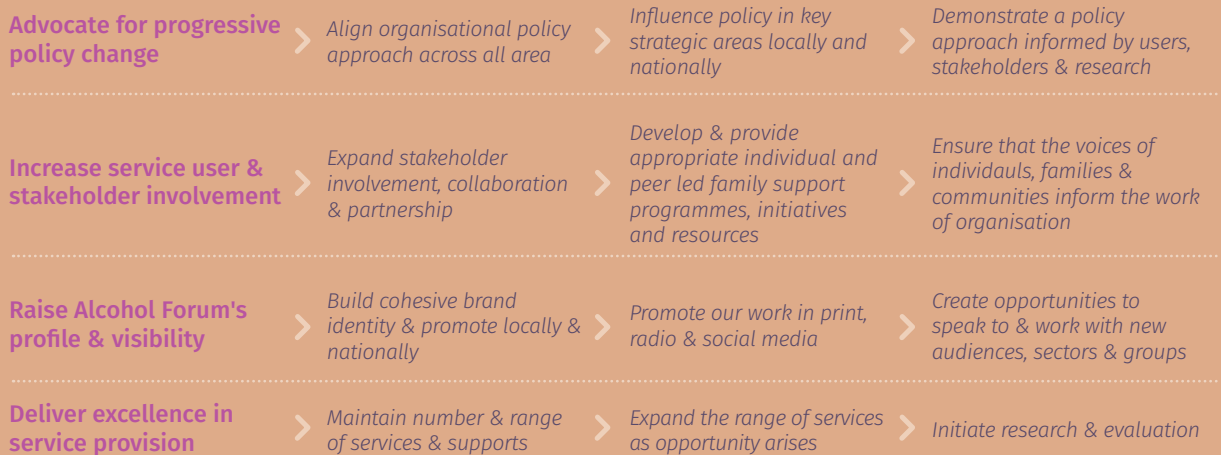 Advocate for progressive
policy change
Align organisational policy
approach across all area
Influence policy in key
strategic areas locally and
nationally
Demonstrate a policy
approach informed by users,
stakeholders & research
Increase service user &
stakeholder involvement
Expand stakeholder
involvement, collaboration
& partnership
Develop & provide
appropriate individual and
peer led family support
programmes, initiatives
and resources
Ensure that the voices of
individauls, families &
communities inform the work
of organisation
Raise Alcohol Forum's
profile & visibility
Build cohesive brand
identity & promote locally &
nationally
Promote our work in print,
radio & social media
Create opportunities to
speak to & work with new
audiences, sectors & groups
Deliver excellence in
service provision
Maintain number & range
of services & supports
Expand the range of services
as opportunity arises
Initiate research & evaluation